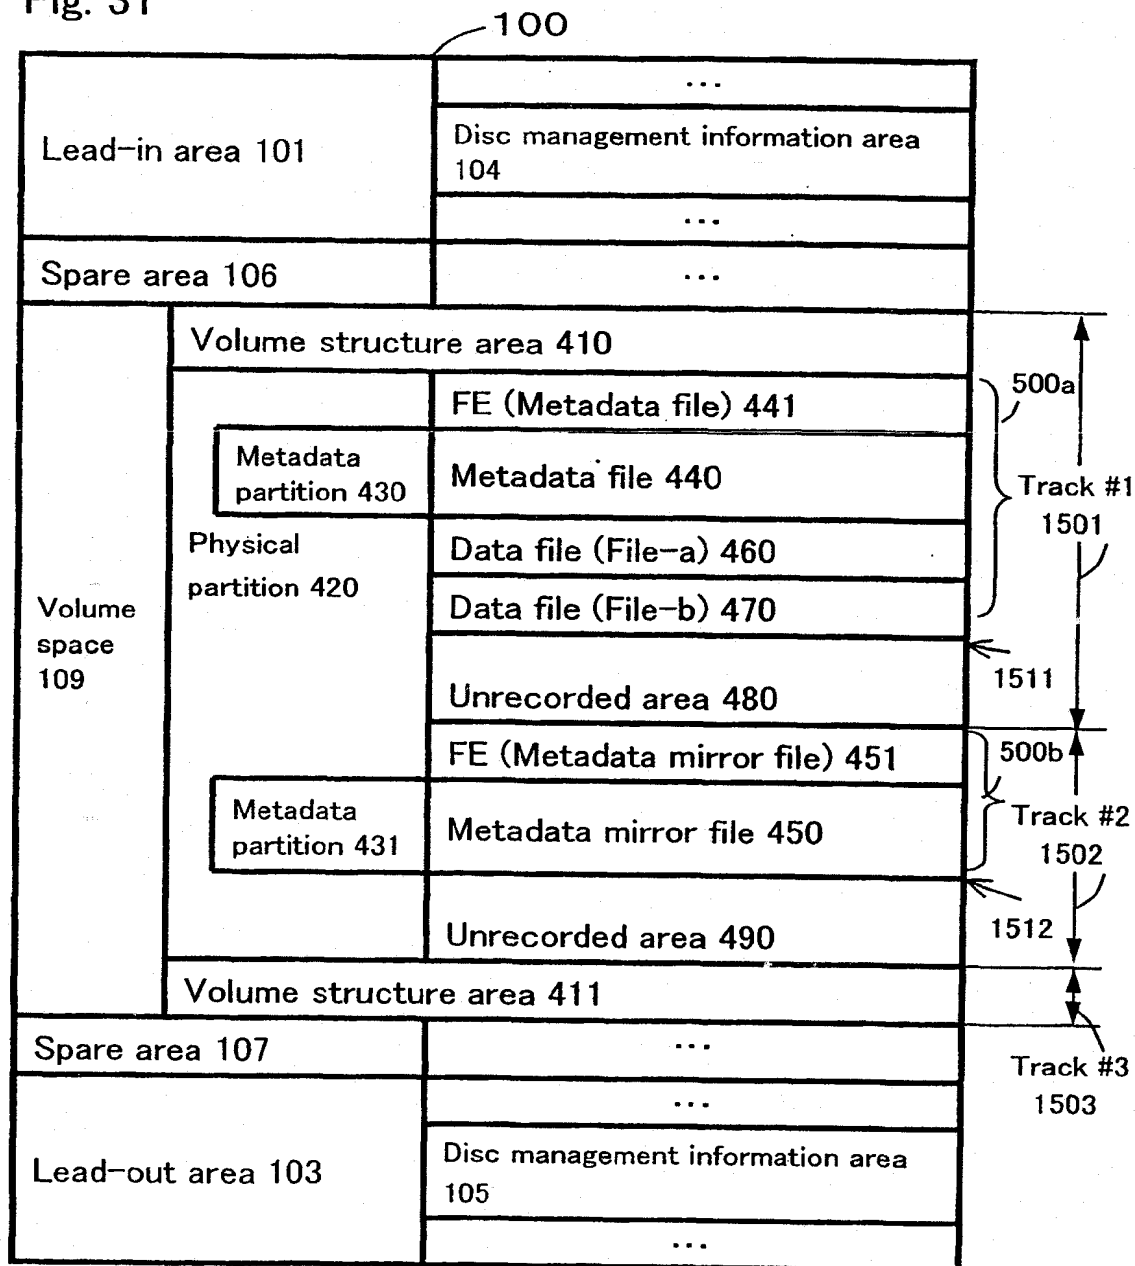 Fig. 31
100
...
Lead-in area 101
Disc management information area
104
...
Spare area 106
...
Volume structure area 410
500a
FE (Metadata file) 441
Metadata
partition 430
Metadata file 440
Track #1
1501
Physical
partition 420
Data file (File-a) 460
Data file (File-b) 470
Volume
space
109
1511
Unrecorded area 480
FE (Metadata mirror file) 451
500b
Metadata
partition 431
Metadata mirror file 450
Track #2
1502
1512
Unrecorded area 490
Volume structure area 411
Spare area 107
...
Track #3
1503
...
Lead-out area 103
Disc management information area
105
...